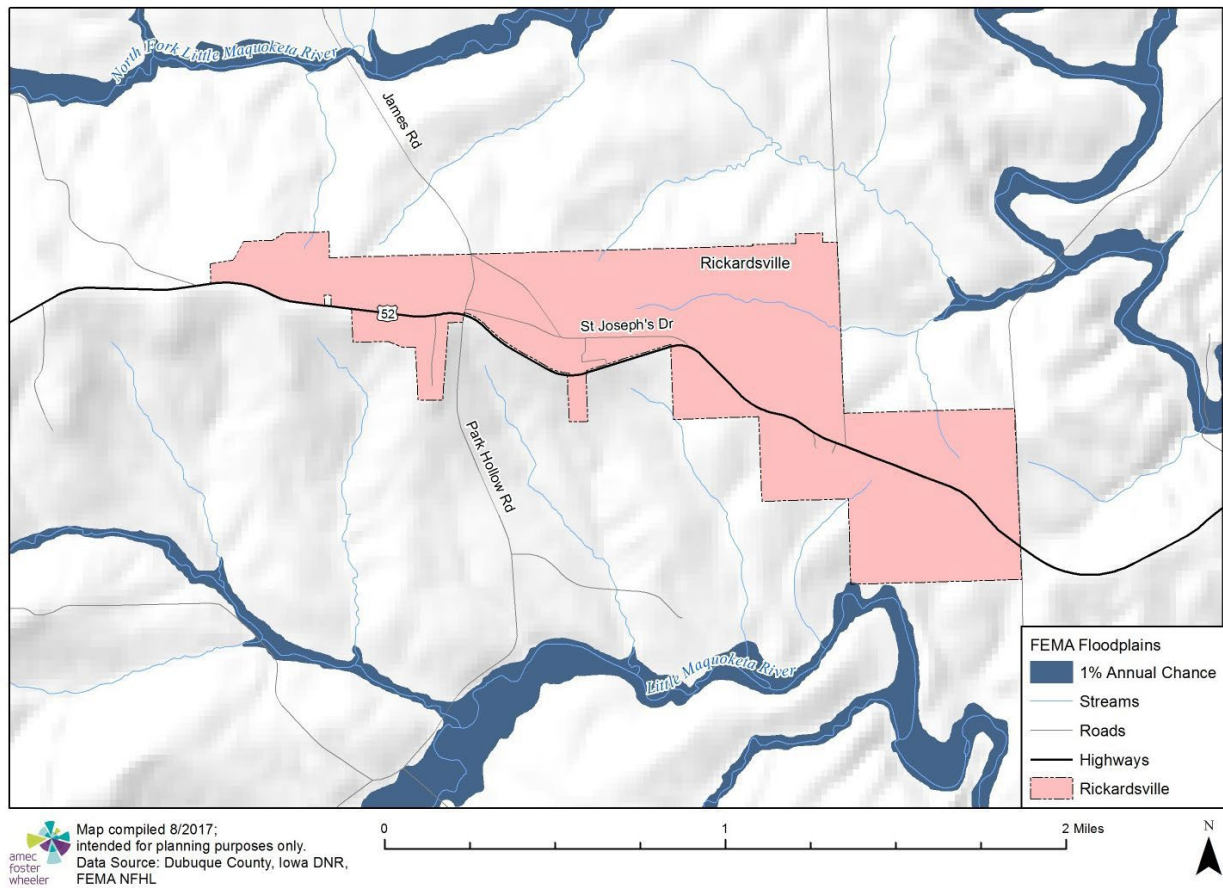 North Fork Little Maquoketa River
James Rd
Rickardsville
52
St Joseph's Dr
Park Hollow Rd
Little Maquoketa River
FEMA Floodplains
1% Annual Chance
Streams
Roads
Highways
Rickardsville
amec
foster
wheeler
Map compiled 8/2017;
intended for planning purposes only.
Data Source: Dubuque County, Iowa DNR,
FEMA NFHL
0
1
2 Miles
N